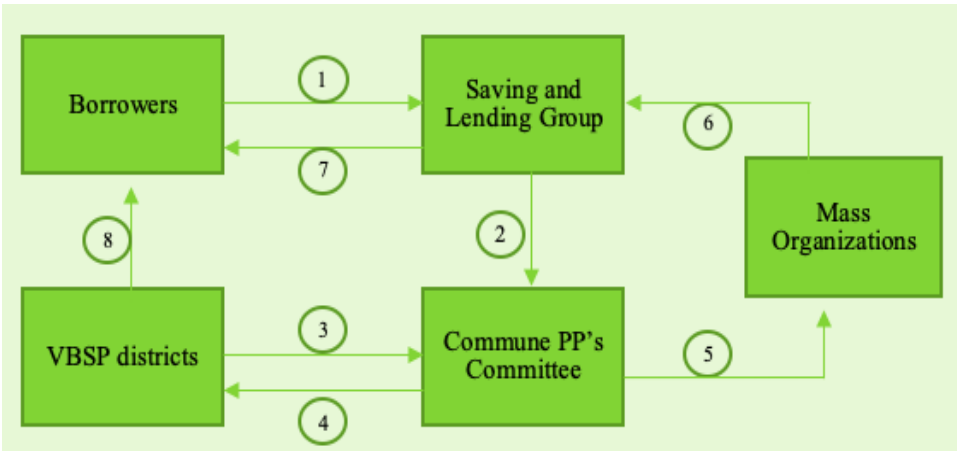 Borrowers
1
Saving and
Lending Group
6
7
Mass
Organizations
8
2
VBSP districts
3
Commune PP's
Committee
5
4